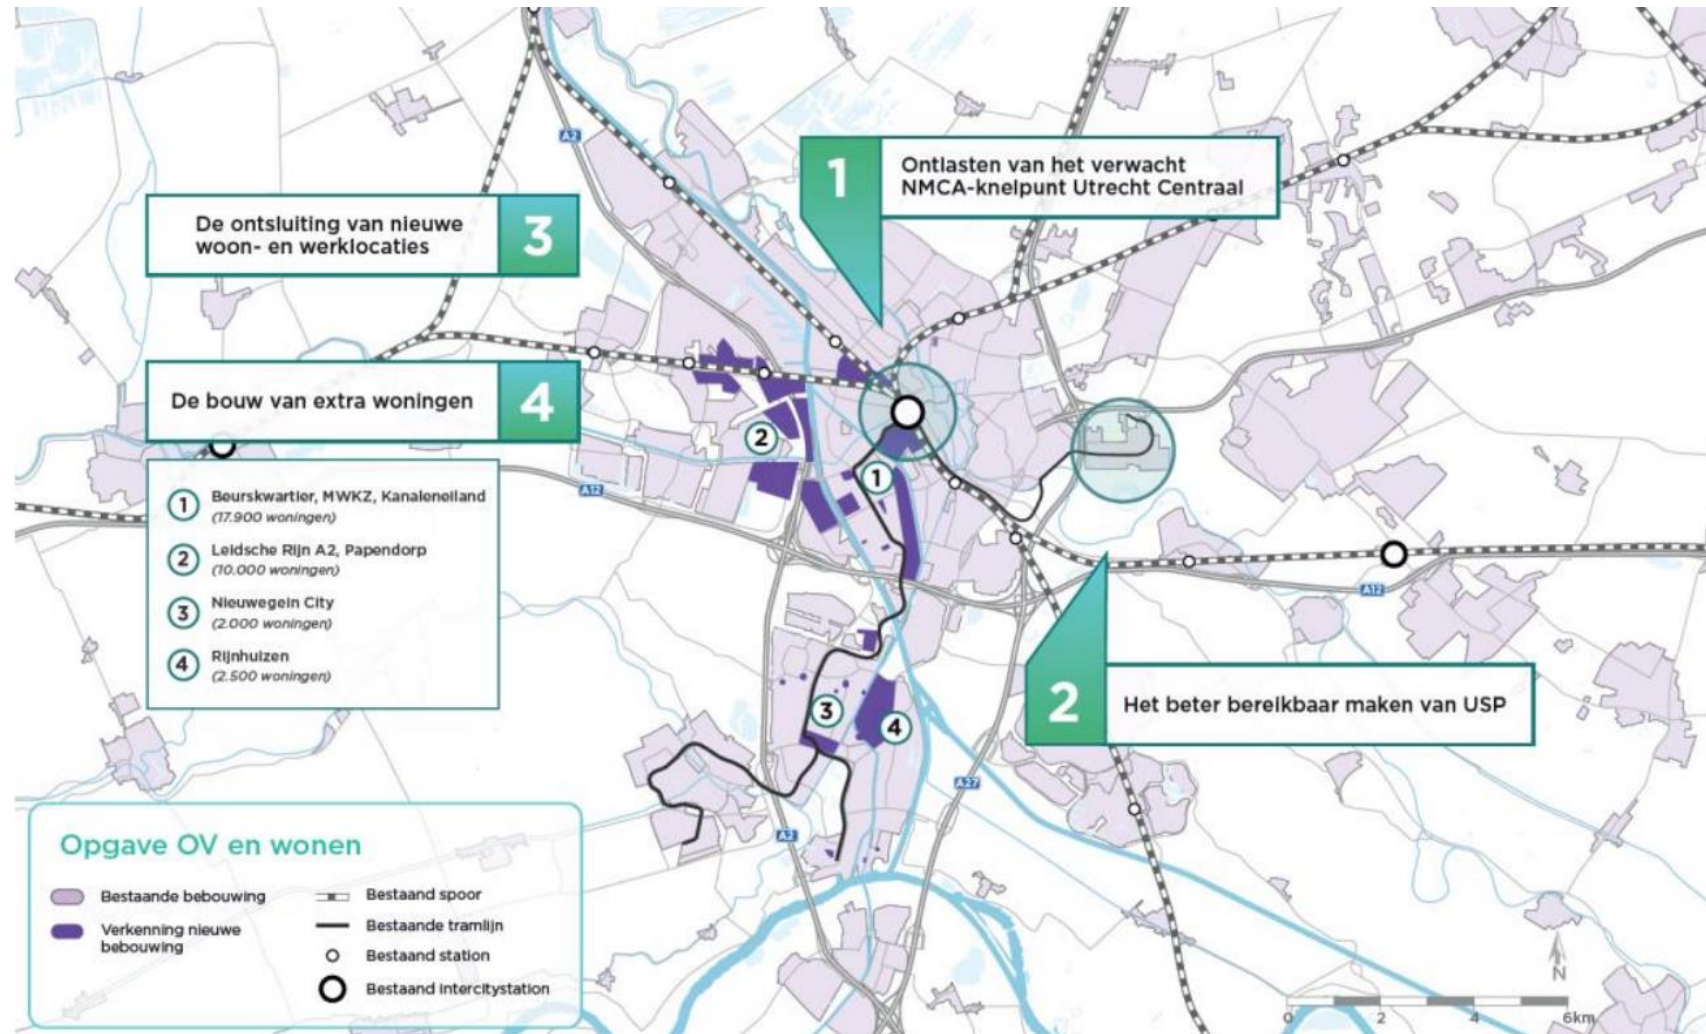 A2
1
Ontlasten van het verwacht
NMCA-knelpunt Utrecht Centraal
De ontsluiting van nieuwe
woon- en werklocaties
3
De bouw van extra woningen
4
2
1
A12
1
Beurskwartier, MWKZ, Kanaleneiland
(17.900 woningen)
2
Leidsche Rijn A2, Papendorp
(10.000 woningen)
3
Nieuwegein City
(2.000 woningen)
4
Rijnhuizen
(2.500 woningen)
A12
2
Het beter bereikbaar maken van USP
3
4
A27
A2
Opgave OV en wonen
Bestaande bebouwing
Verkenning nieuwe
bebouwing
Bestaand spoor
Bestaande tramlijn
Bestaand station
Bestaand intercitystation
N
0 2 4 6km